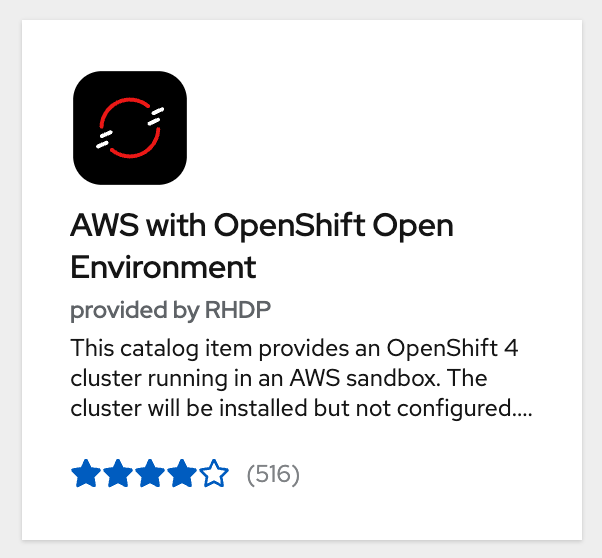 AWS with OpenShift Open
Environment
provided by RHDP
This catalog item provides an OpenShift 4
cluster running in an AWS sandbox. The
cluster will be installed but not configured....
(516)